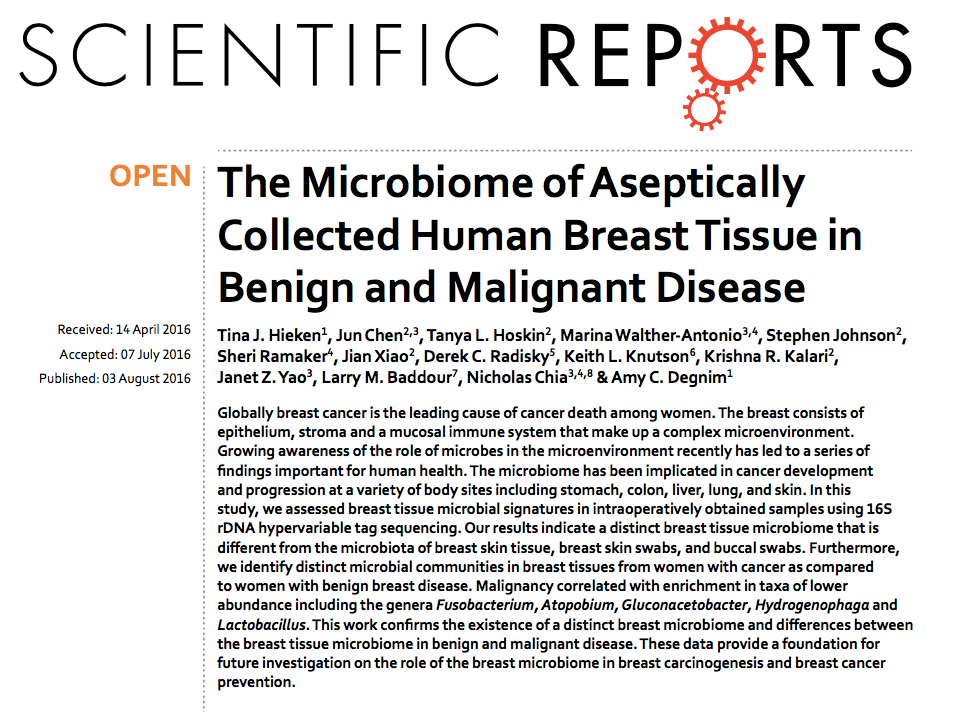 SCIENTIFIC REPORTS
OPEN
The Microbiome of Aseptically
Collected Human Breast Tissue in
Benign and Malignant Disease
Received: 14 April 2016
Accepted: 07 July 2016
Published: 03 August 2016
Tina J. Hieken1, Jun Chen2,3, Tanya L. Hoskin2, Marina Walther-Antonio3,4, Stephen Johnson2,
Sheri Ramaker4, Jian Xiao2, Derek C. Radisky5, Keith L. Knutson6, Krishna R. Kalari2,
Janet Z. Yao3, Larry M. Baddour7, Nicholas Chia3,4,8 & Amy C. Degnim1
Globally breast cancer is the leading cause of cancer death among women. The breast consists of
epithelium, stroma and a mucosal immune system that make up a complex microenvironment.
Growing awareness of the role of microbes in the microenvironment recently has led to a series of
findings important for human health. The microbiome has been implicated in cancer development
and progression at a variety of body sites including stomach, colon, liver, lung, and skin. In this
study, we assessed breast tissue microbial signatures in intraoperatively obtained samples using 16S
rDNA hypervariable tag sequencing. Our results indicate a distinct breast tissue microbiome that is
different from the microbiota of breast skin tissue, breast skin swabs, and buccal swabs. Furthermore,
we identify distinct microbial communities in breast tissues from women with cancer as compared
to women with benign breast disease. Malignancy correlated with enrichment in taxa of lower
abundance including the genera Fusobacterium, Atopobium, Gluconacetobacter, Hydrogenophaga and
Lactobacillus. This work confirms the existence of a distinct breast microbiome and differences between
the breast tissue microbiome in benign and malignant disease. These data provide a foundation for
future investigation on the role of the breast microbiome in breast carcinogenesis and breast cancer
prevention.